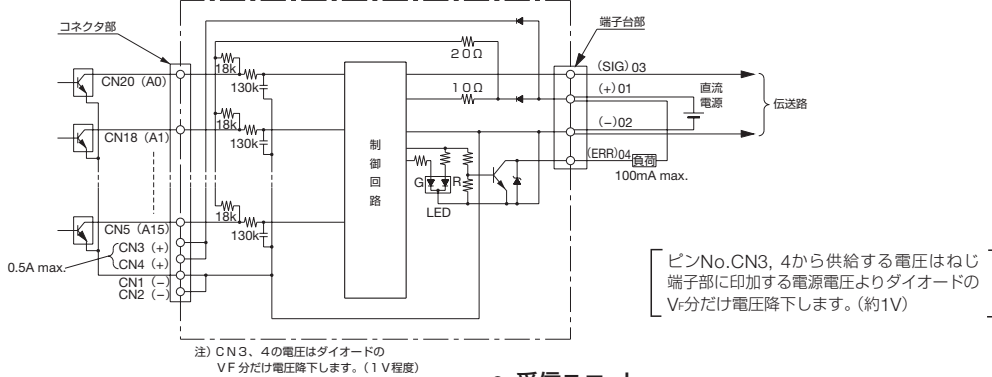 コネクタ部
端子台部
20Ω
18k
130k
CN20 (A0)
(SIG) 03
10Ω
(+) 01
直流
電源
伝送路
18k
130k
CN18 (A1)
制
御
回
路
(−) 02
(ERR)04
負荷
100mA max.
G
R
LED
18k
130k
CN5 (A15)
CN3 (+)
0.5A max.
CN4 (+)
CN1 (−)
CN2 (−)
ピンNo.CN3, 4から供給する電圧はねじ
端子部に印加する電源電圧よりダイオードの
VF分だけ電圧降下します。(約1V)
注) CN3、4の電圧はダイオードの
VF分だけ電圧降下します。(1V程度)